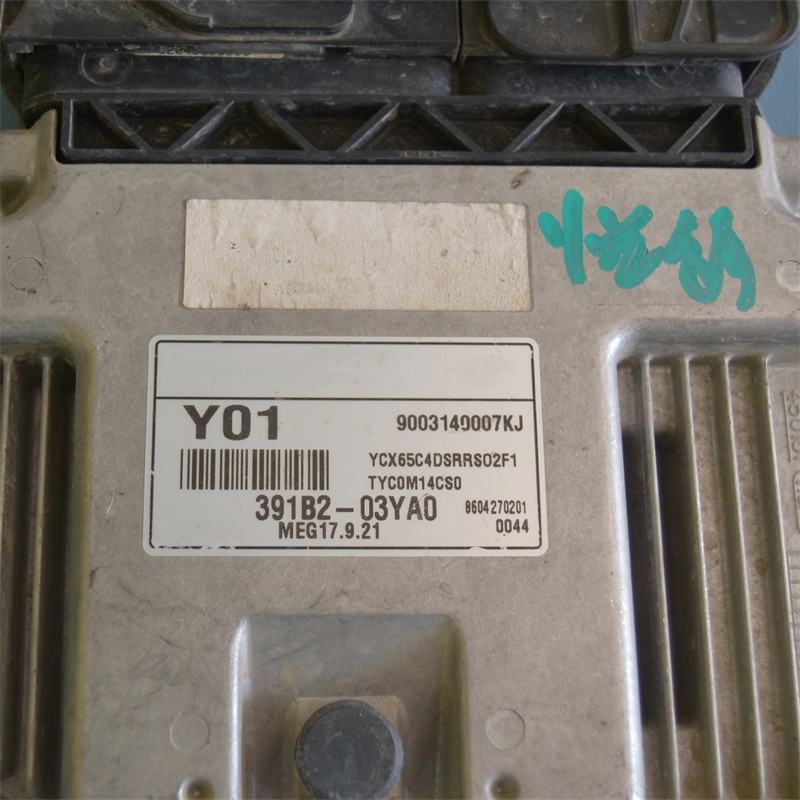 Y01
9003140007KJ
YCX65C4DSRRS02F1
TYC0M14CS0
391B2-03YA0
8604270201
MEG17.9.21
0044